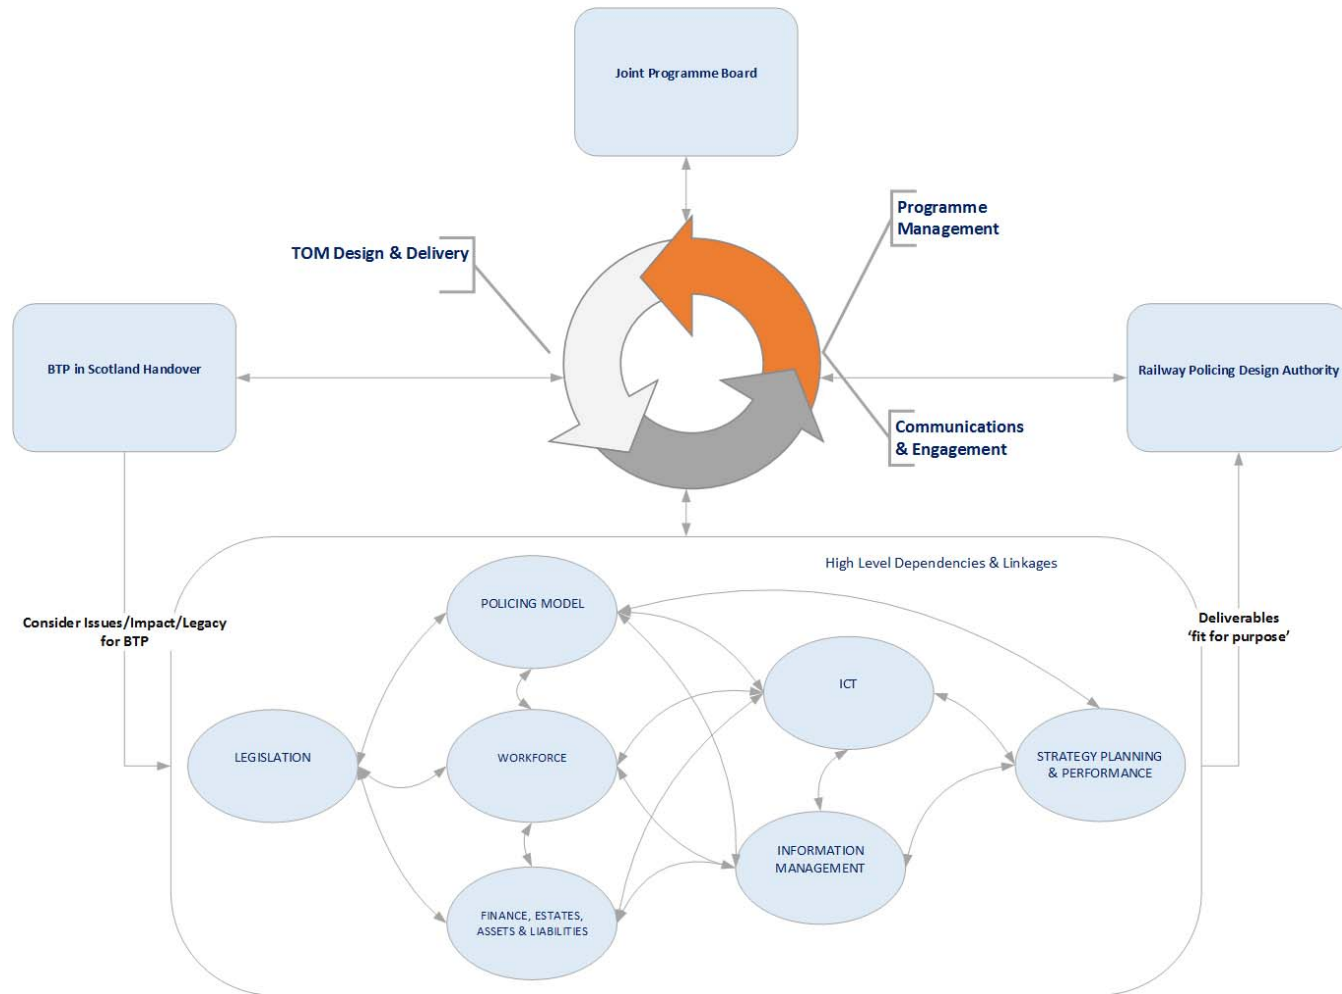 Joint Programme Board
Programme
Management
TOM Design & Delivery
BTP in Scotland Handover
Railway Policing Design Authority
Communications
& Engagement
High Level Dependencies & Linkages
Consider Issues/Impact/Legacy
for BTP
Deliverables
‘fit for purpose’
POLICING MODEL
ICT
LEGISLATION
WORKFORCE
STRATEGY PLANNING
& PERFORMANCE
INFORMATION
MANAGEMENT
FINANCE, ESTATES,
ASSETS & LIABILITIES